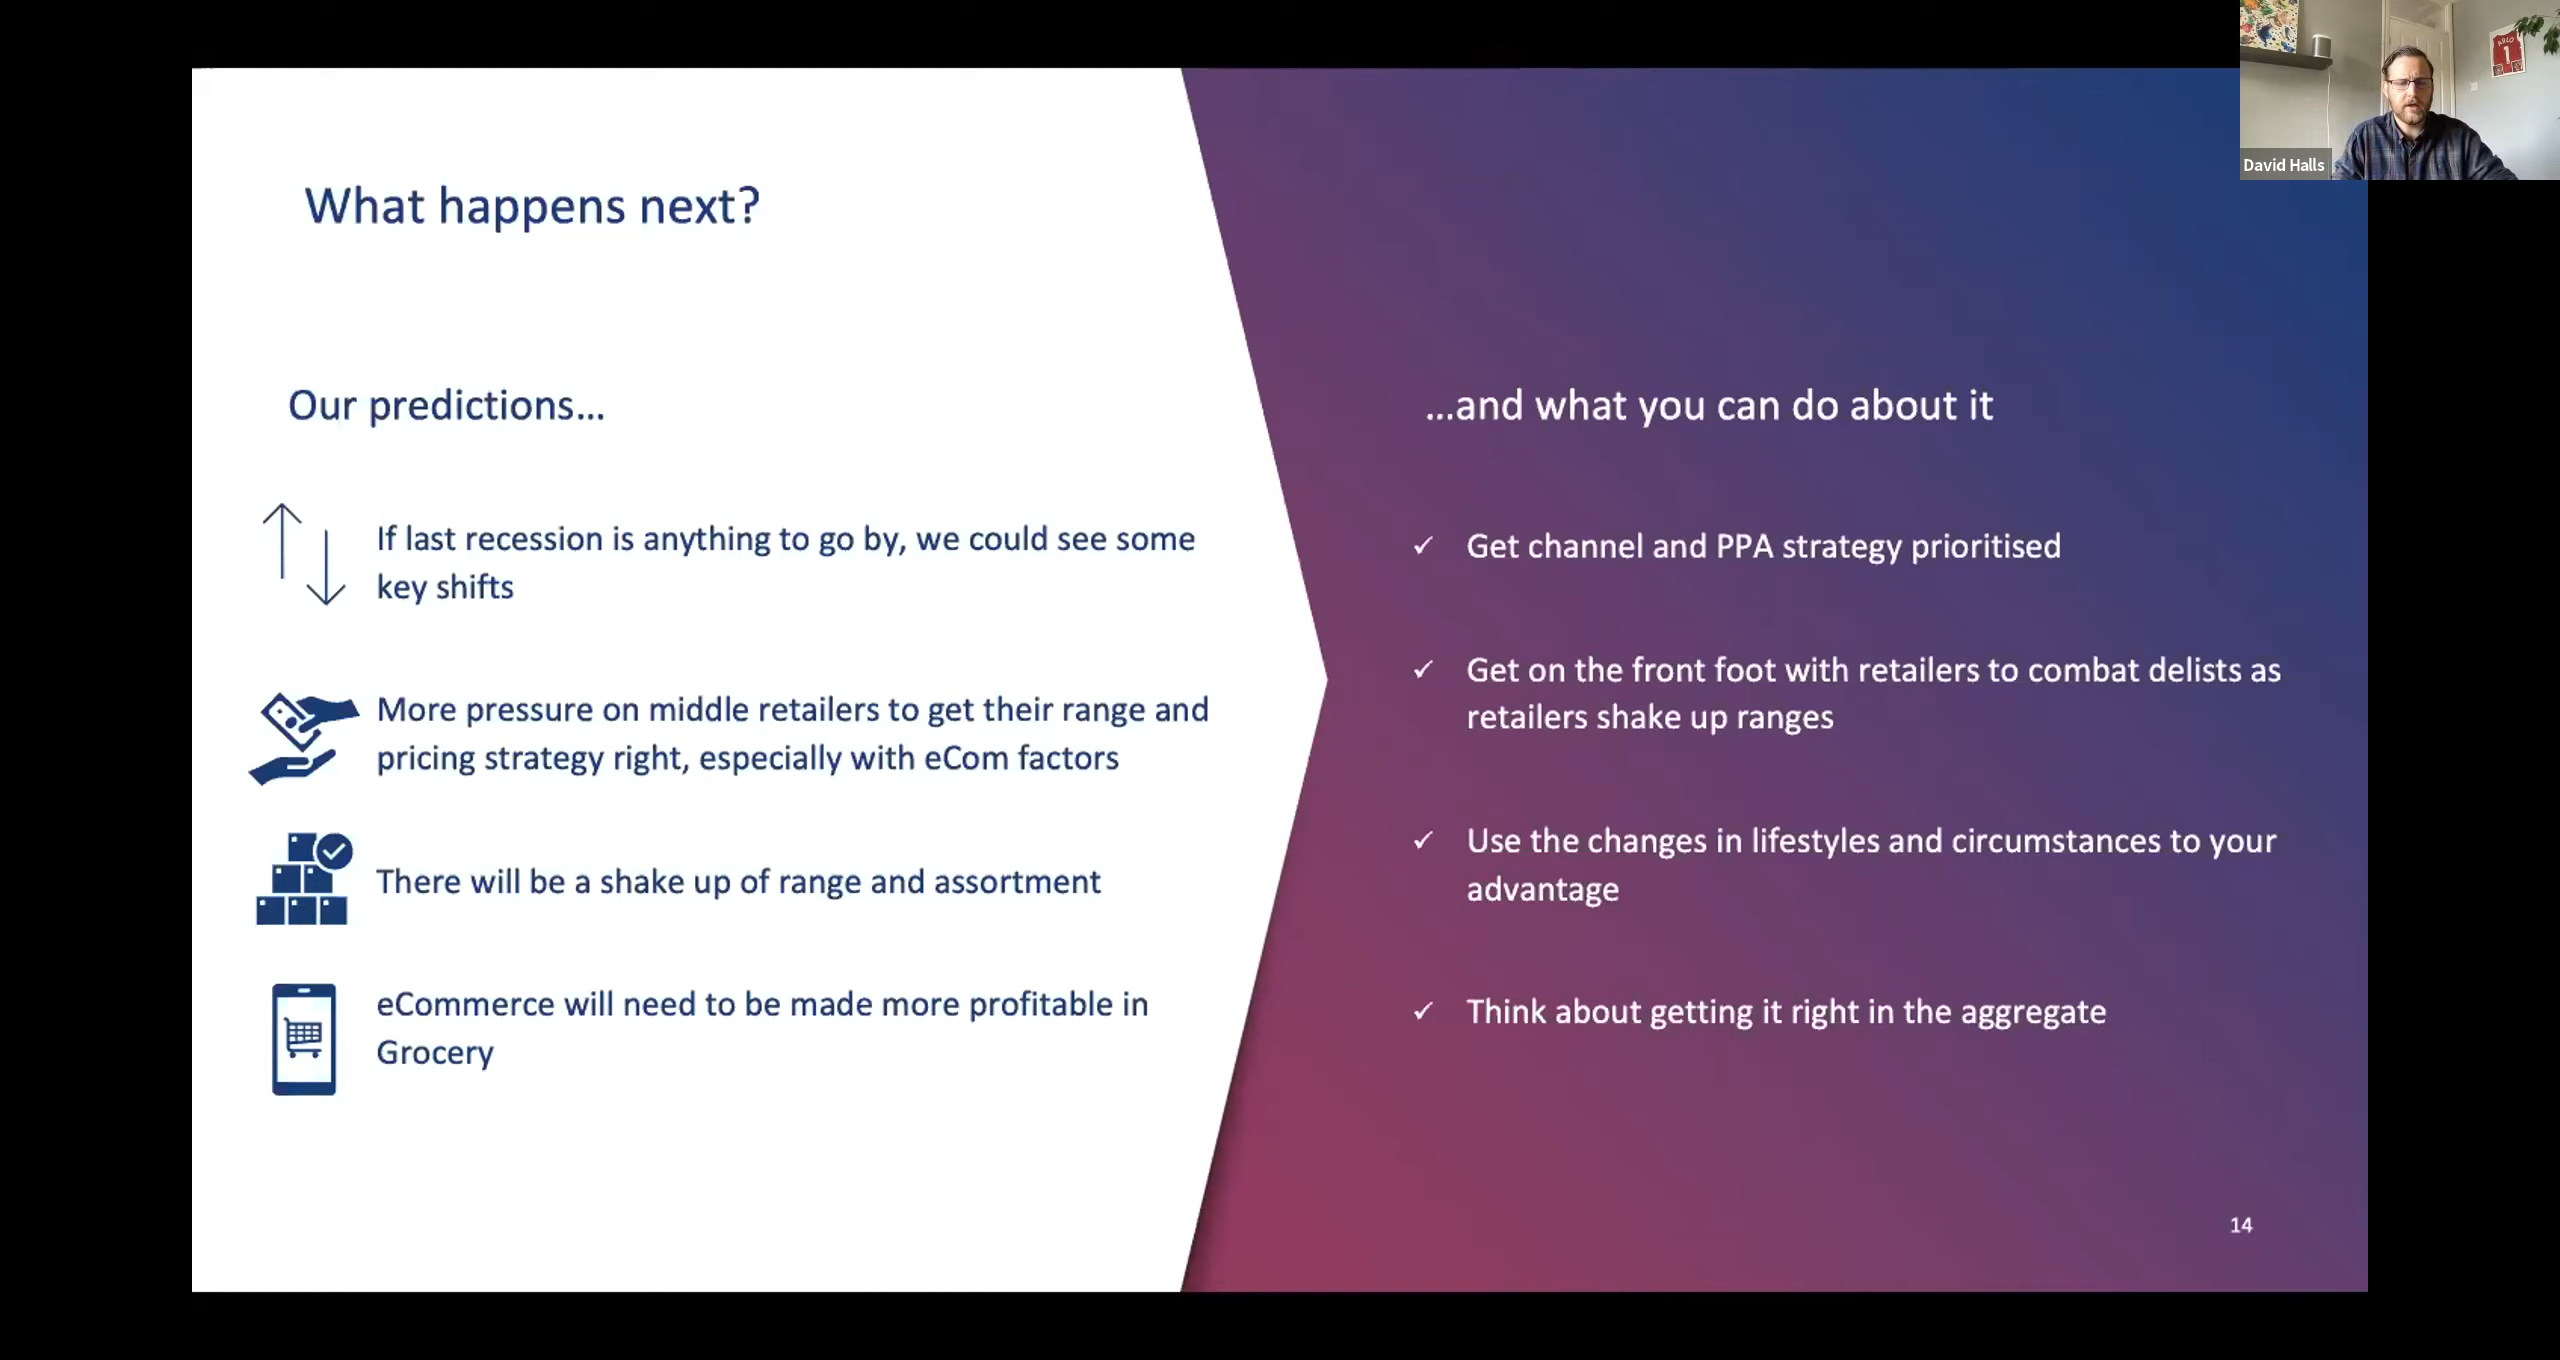 David Halls
What happens next?
Our predictions...
If last recession is anything to go by, we could see some
key shifts
More pressure on middle retailers to get their range and
pricing strategy right, especially with eCom factors
There will be a shake up of range and assortment
eCommerce will need to be made more profitable in
Grocery
...and what you can do about it
✓ Get channel and PPA strategy prioritised
✓ Get on the front foot with retailers to combat delists as
retailers shake up ranges
✓ Use the changes in lifestyles and circumstances to your
advantage
✓ Think about getting it right in the aggregate
14
1